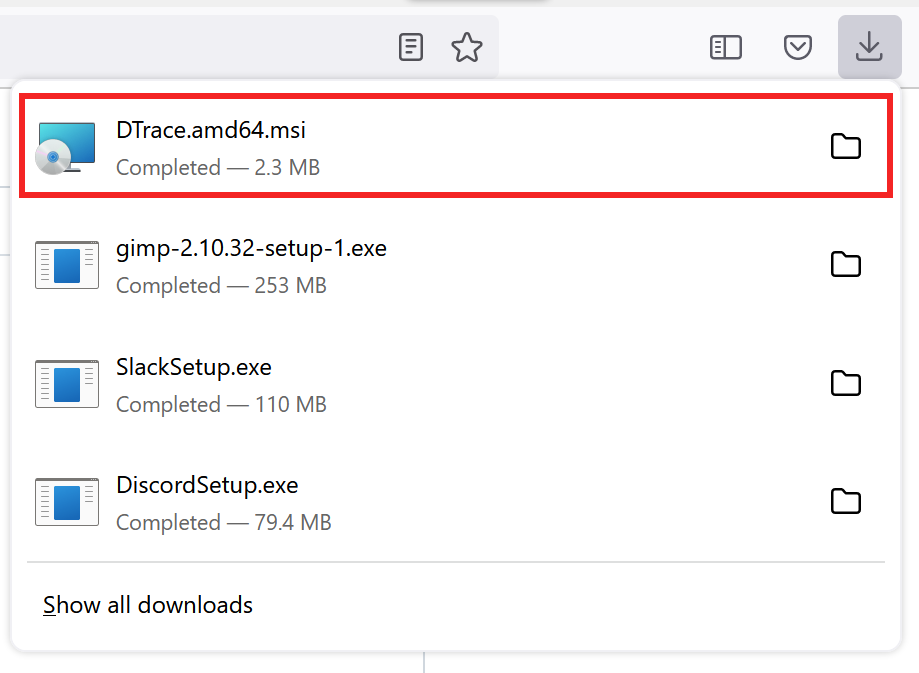 DTrace.amd64.msi
Completed — 2.3 MB
gimp-2.10.32-setup-1.exe
Completed — 253 MB
SlackSetup.exe
Completed — 110 MB
DiscordSetup.exe
Completed — 79.4 MB
Show all downloads